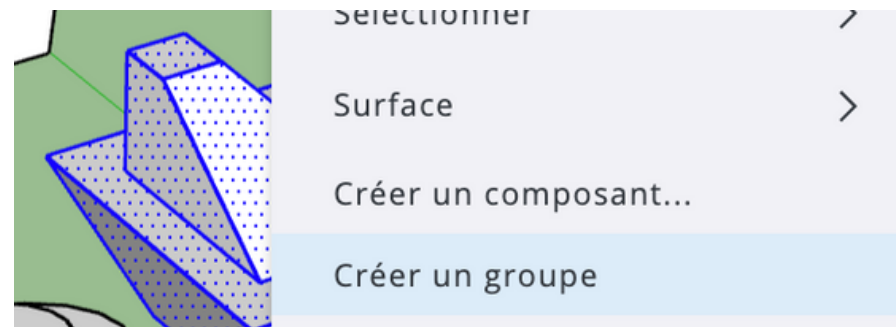 Sélectionner
Surface
Créer un composant...
Créer un groupe